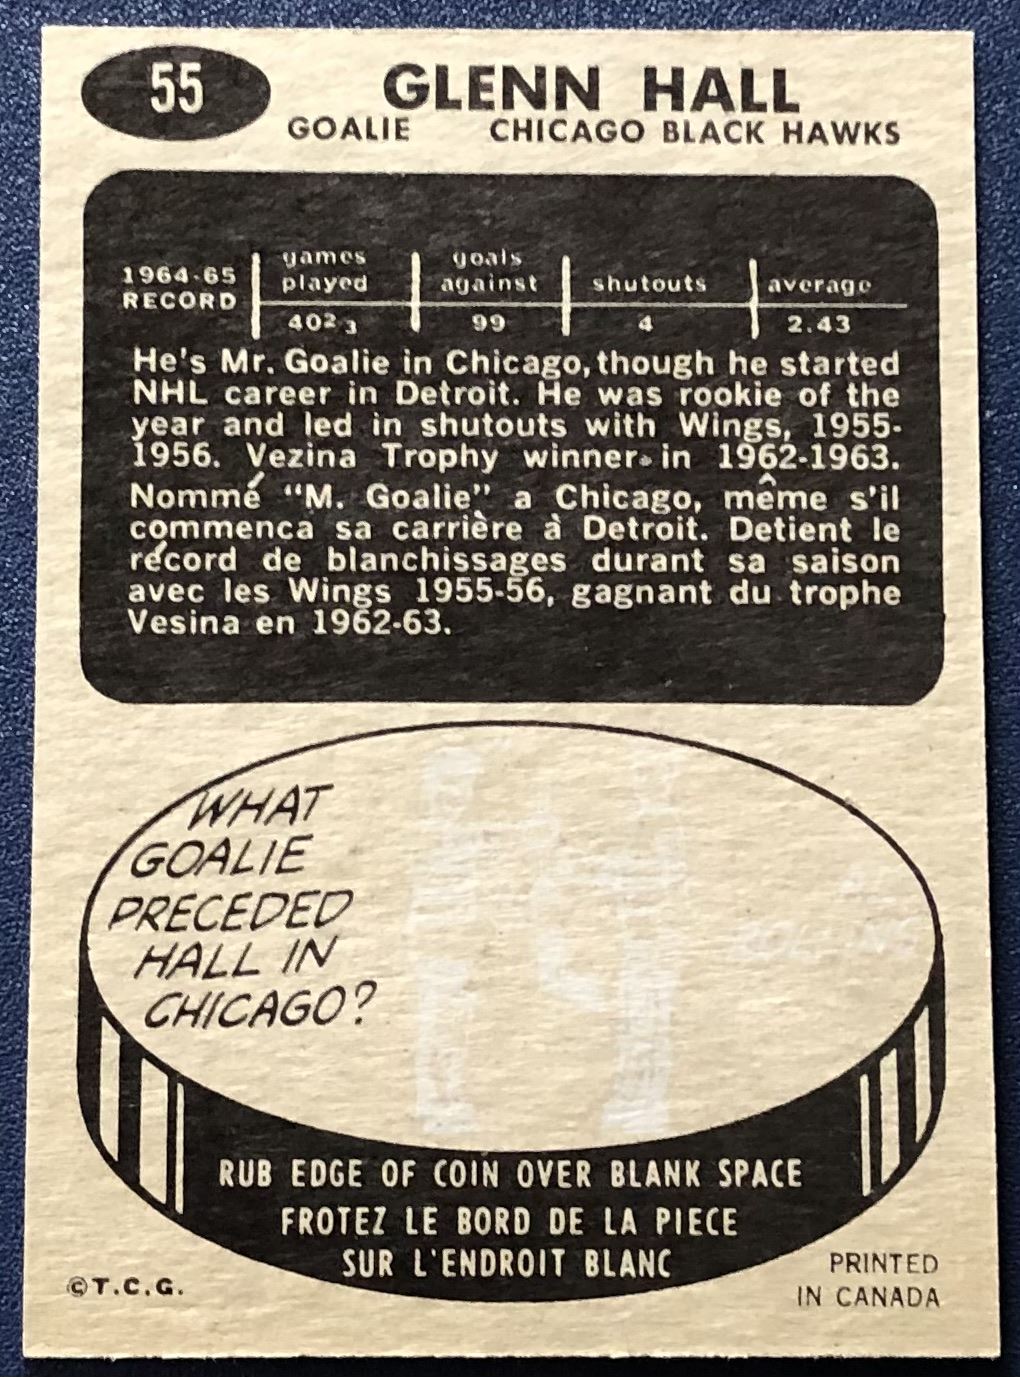 55
GLENN HALL
GOALIE CHICAGO BLACK HAWKS
1964-65 RECORD games played goals against shutouts average
40 2/3 99 4 2.43
He's Mr. Goalie in Chicago, though he started
NHL career in Detroit. He was rookie of the
year and led in shutouts with Wings, 1955-
1956. Vezina Trophy winner in 1962-1963.
Nommé "M. Goalie" a Chicago, même s'il
commenca sa carrière à Detroit. Detient le
récord de blanchissages durant sa saison
avec les Wings 1955-56, gagnant du trophe
Vesina en 1962-63.
WHAT
GOALIE
PRECEDED
HALL IN
CHICAGO?
RUB EDGE OF COIN OVER BLANK SPACE
FROTEZ LE BORD DE LA PIECE
SUR L'ENDROIT BLANC
©T.C.G.
PRINTED
IN CANADA